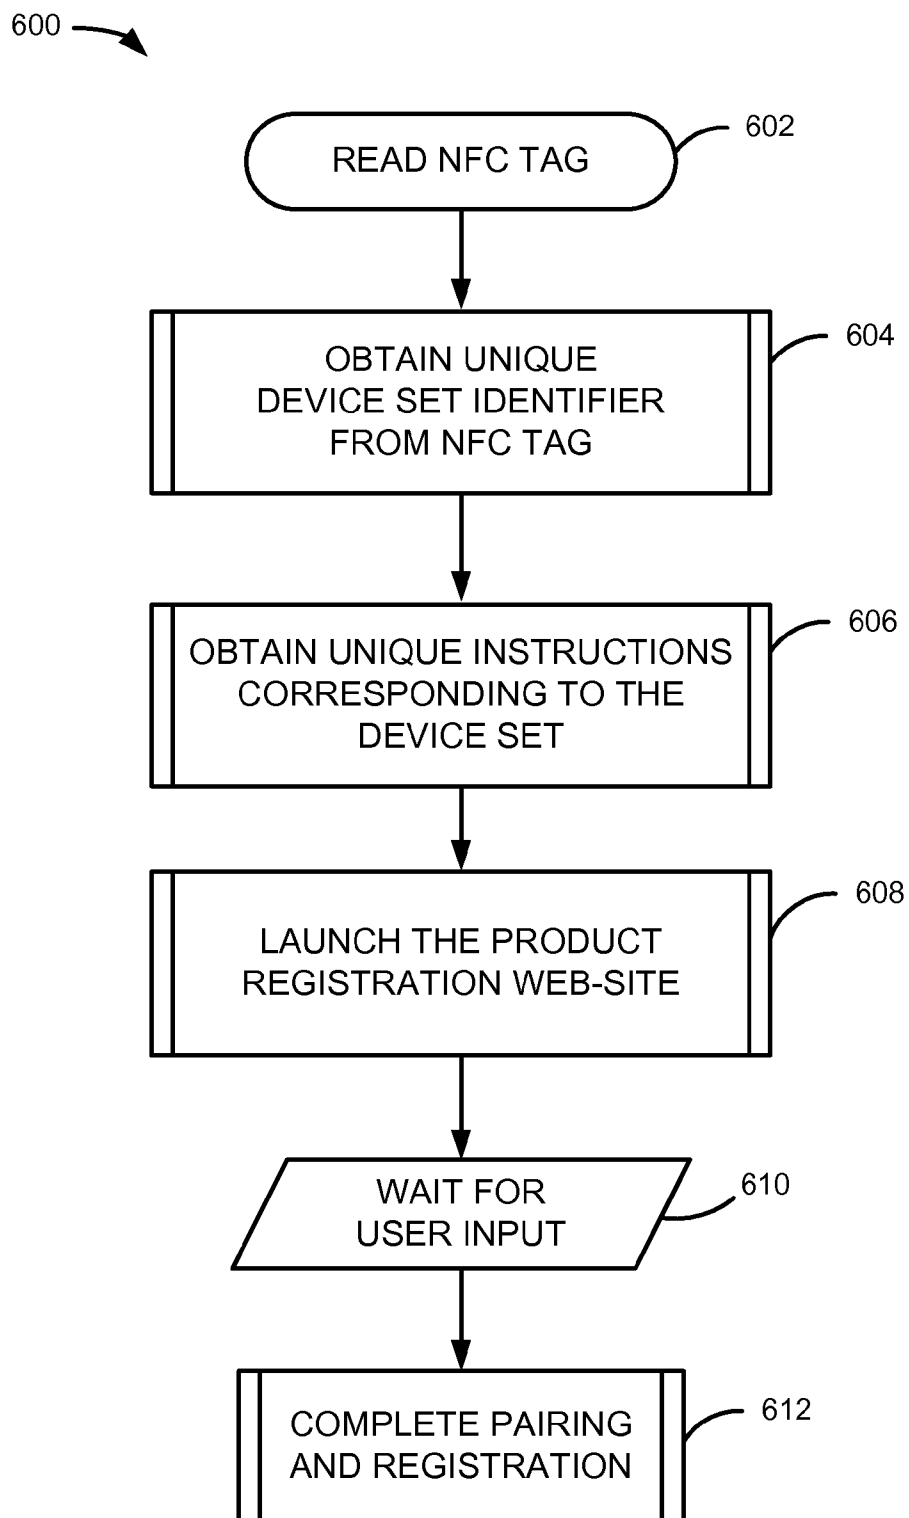 600
READ NFC TAG
602
OBTAIN UNIQUE
DEVICE SET IDENTIFIER
FROM NFC TAG
604
OBTAIN UNIQUE INSTRUCTIONS
CORRESPONDING TO THE
DEVICE SET
606
LAUNCH THE PRODUCT
REGISTRATION WEB-SITE
608
WAIT FOR
USER INPUT
610
COMPLETE PAIRING
AND REGISTRATION
612